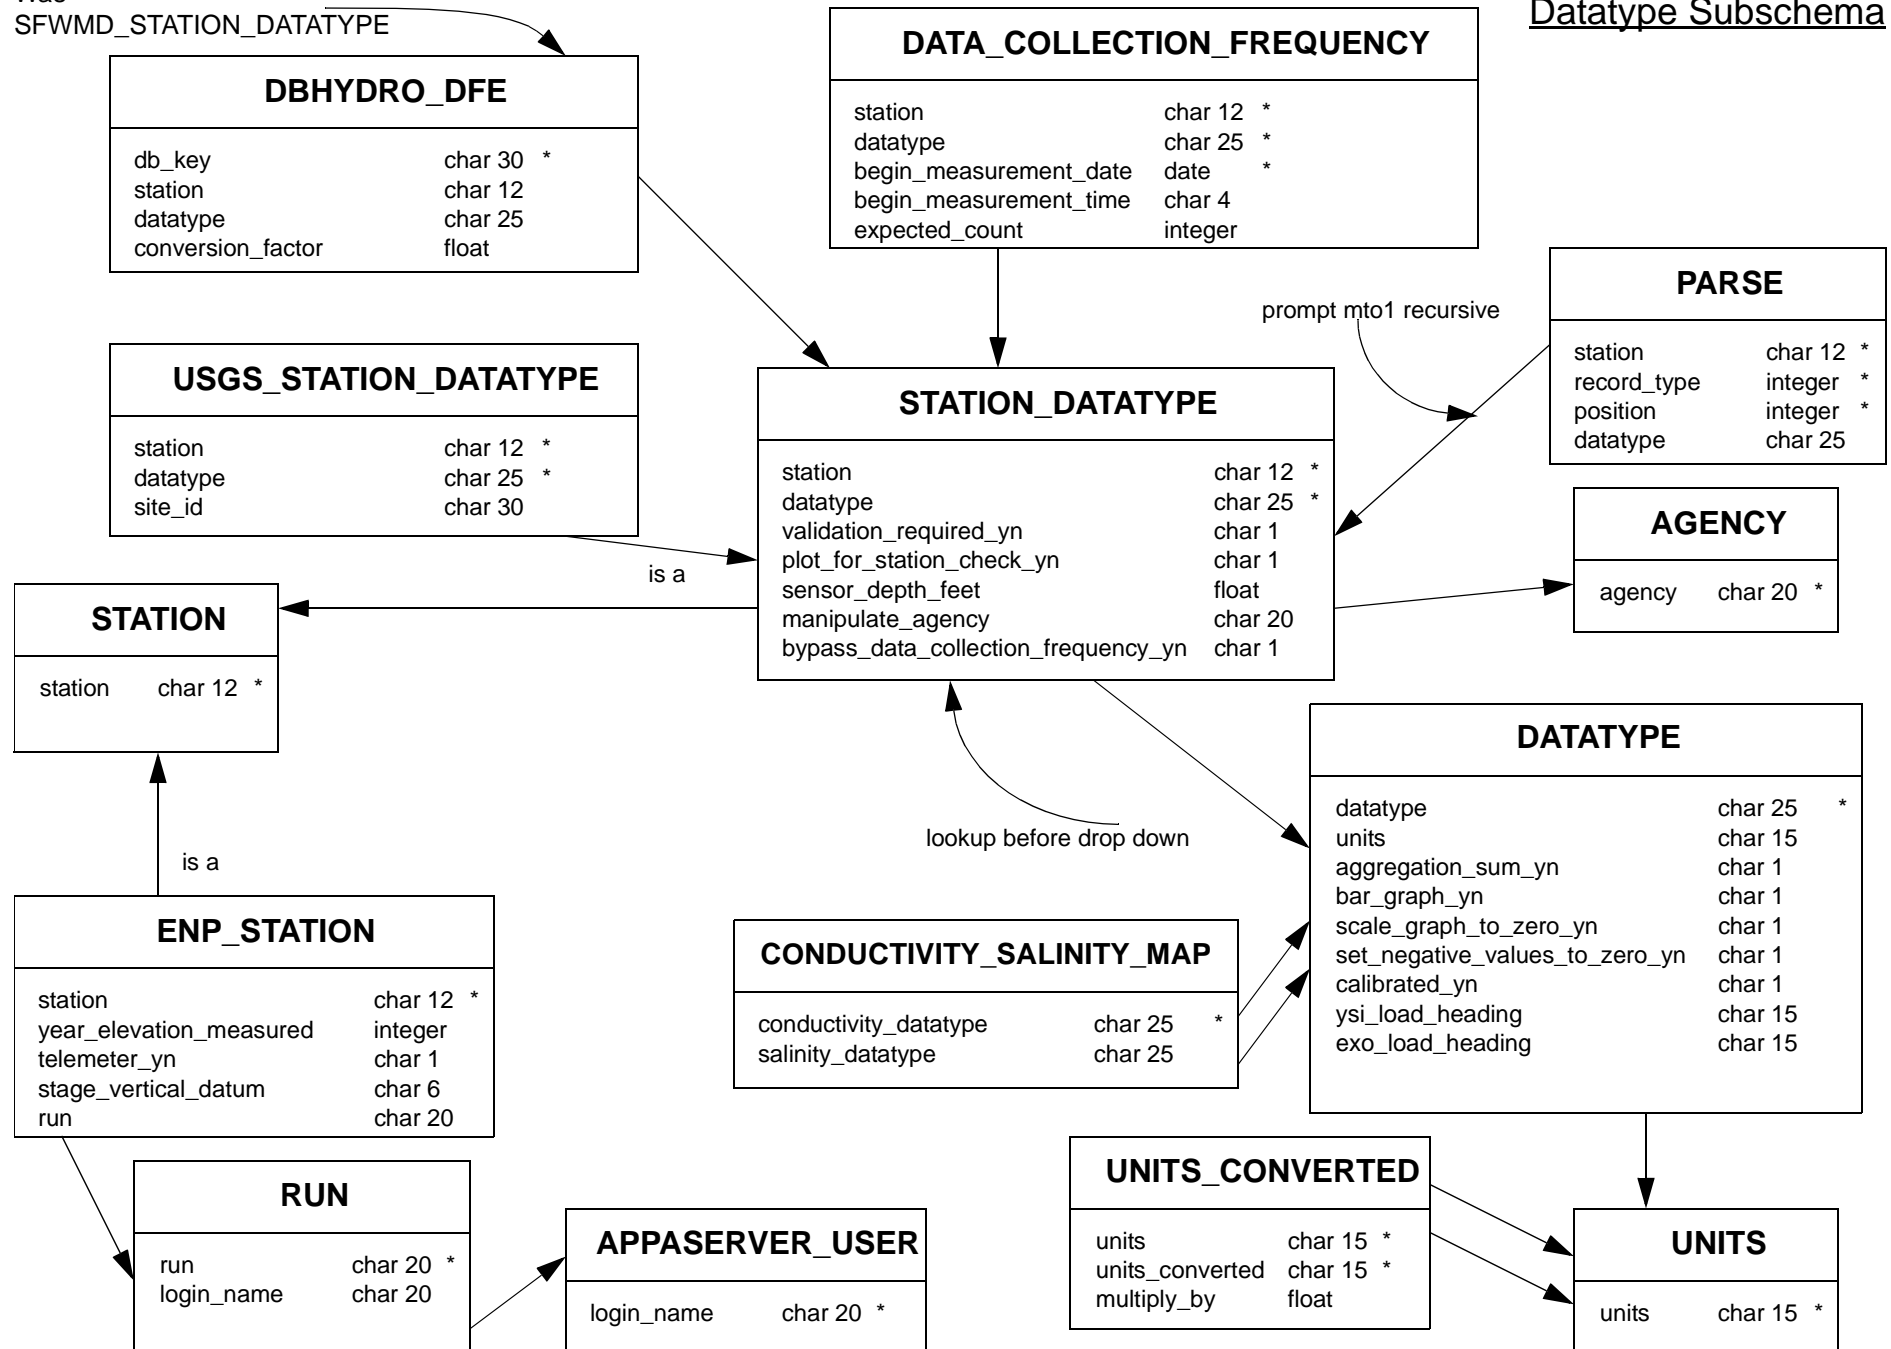 Datatype Subschema
SFWMD_STATION_DATATYPE
DBHYDRO_DFE
db_key char 30 *
station char 12
datatype char 25
conversion_factor float
DATA_COLLECTION_FREQUENCY
station char 12 *
datatype char 25 *
begin_measurement_date date *
begin_measurement_time char 4
expected_count integer
PARSE
station char 12 *
record_type integer *
position integer *
datatype char 25
prompt mto1 recursive
USGS_STATION_DATATYPE
station char 12 *
datatype char 25 *
site_id char 30
is a
STATION_DATATYPE
station char 12 *
datatype char 25 *
validation_required_yn char 1
plot_for_station_check_yn char 1
sensor_depth_feet float
manipulate_agency char 20
bypass_data_collection_frequency_yn char 1
AGENCY
agency char 20 *
STATION
station char 12 *
is a
lookup before drop down
DATATYPE
datatype char 25 *
units char 15
aggregation_sum_yn char 1
bar_graph_yn char 1
scale_graph_to_zero_yn char 1
set_negative_values_to_zero_yn char 1
calibrated_yn char 1
ysi_load_heading char 15
exo_load_heading char 15
ENP_STATION
station char 12 *
year_elevation_measured integer
telemeter_yn char 1
stage_vertical_datum char 6
run char 20
CONDUCTIVITY_SALINITY_MAP
conductivity_datatype char 25 *
salinity_datatype char 25
RUN
run char 20 *
login_name char 20
APPASERVER_USER
login_name char 20 *
UNITS_CONVERTED
units char 15 *
units_converted char 15 *
multiply_by float
UNITS
units char 15 *